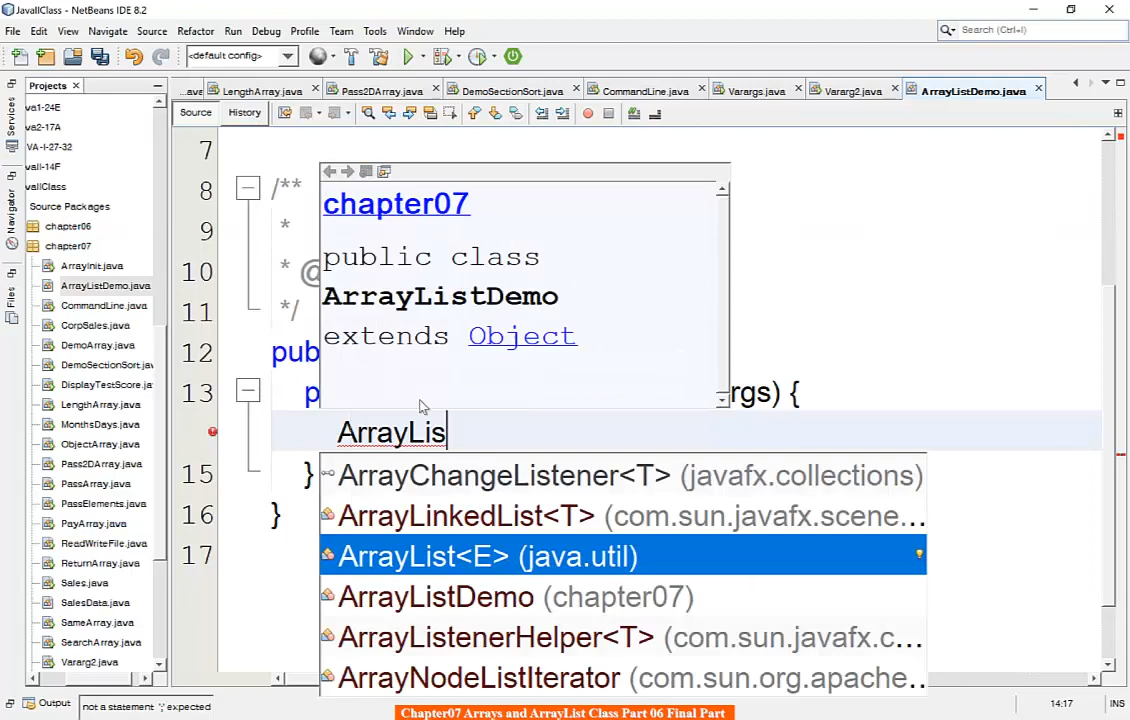 JavaIIClass - NetBeans IDE 8.2
File Edit View Navigate Source Refactor Run Debug Profile Team Tools Window Help
Search (Ctrl+I)
<default config>
Projects
...ava LengthArray.java Pass2DArray.java DemoSectionSort.java CommandLine.java Varargs.java Vararg2.java ArrayListDemo.java
Source History
Services
Navigator
Files
va1-24E
va2-17A
VA-I-27-32
vaII-14F
vaIIClass
Source Packages
chapter06
chapter07
ArrayInit.java
ArrayListDemo.java
CommandLine.java
CorpSales.java
DemoArray.java
DemoSectionSort.jav
DisplayTestScore.ja
LengthArray.java
MonthsDays.java
ObjectArray.java
Pass2DArray.java
PassArray.java
PassElements.java
PayArray.java
ReadWriteFile.java
ReturnArray.java
Sales.java
SalesData.java
SameArray.java
SearchArray.java
Vararg2.java
7
8 /**
9 *
10 * @
11 */
12 pub
13 p rgs) {
ArrayLis
15 }
16 }
17
chapter07
public class
ArrayListDemo
extends Object
ArrayChangeListener<T> (javafx.collections)
ArrayLinkedList<T> (com.sun.javafx.scene...
ArrayList<E> (java.util)
ArrayListDemo (chapter07)
ArrayListenerHelper<T> (com.sun.javafx.c...
ArrayNodeListIterator (com.sun.org.apache...
Output
not a statement ';' expected
14:17 INS
Chapter07 Arrays and ArrayList Class Part 06 Final Part